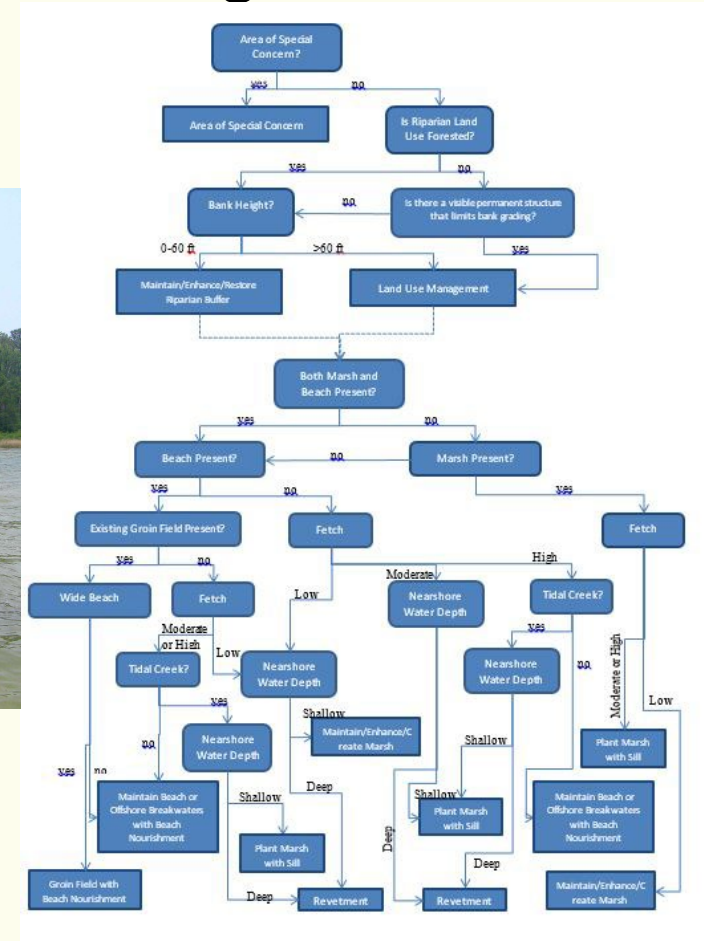 Area of Special
Concern?
yes
no
Area of Special Concern
Is Riparian Land
Use Forested?
yes
no
Bank Height?
no
Is there a visible permanent structure
that limits bank grading?
0-60 ft
>60 ft
yes
Maintain/Enhance/Restore
Riparian Buffer
Land Use Management
Both Marsh and
Beach Present?
yes
no
Beach Present?
no
Marsh Present?
yes
no
yes
Existing Groin Field Present?
Fetch
Fetch
yes
no
High
Moderate
Wide Beach
Fetch
Low
Nearshore
Water Depth
Tidal Creek?
Moderate
or High
Low
yes
no
Moderate or High
Low
Tidal Creek?
Nearshore
Water Depth
Nearshore
Water Depth
yes
Shallow
Maintain/Enhance/C
reate Marsh
no
Nearshore
Water Depth
Shallow
Plant Marsh
with Sill
yes
no
Deep
Shallow
Maintain Beach or
Offshore Breakwaters
with Beach
Nourishment
Shallow
Plant Marsh
with Sill
Maintain Beach or
Offshore Breakwaters
with Beach
Nourishment
Plant Marsh
with Sill
Deep
Deep
Groin Field with
Beach Nourishment
Deep
Revetment
Revetment
Maintain/Enhance/C
reate Marsh